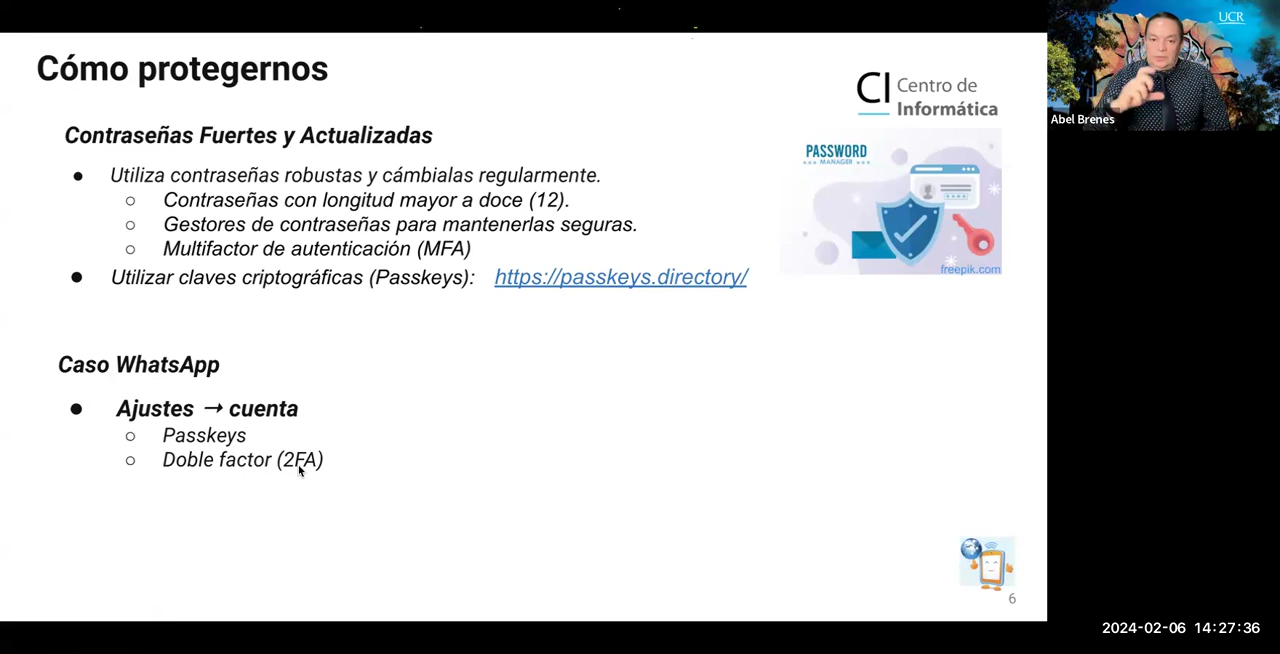 Cómo protegernos
CI Centro de
Informática
Contraseñas Fuertes y Actualizadas
● Utiliza contraseñas robustas y cámbialas regularmente.
○ Contraseñas con longitud mayor a doce (12).
○ Gestores de contraseñas para mantenerlas seguras.
○ Multifactor de autenticación (MFA)
● Utilizar claves criptográficas (Passkeys): https://passkeys.directory/
PASSWORD
MANAGER
freepik.com
Caso WhatsApp
● Ajustes → cuenta
○ Passkeys
○ Doble factor (2FA)
6
UCR
Abel Brenes
2024-02-06 14:27:36